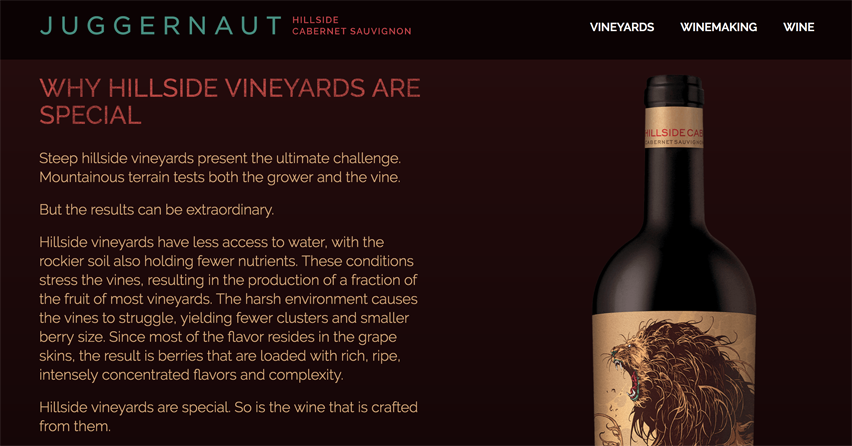 JUGGERNAUT
HILLSIDE
CABERNET SAUVIGNON
VINEYARDS WINEMAKING WINE
WHY HILLSIDE VINEYARDS ARE
SPECIAL
Steep hillside vineyards present the ultimate challenge.
Mountainous terrain tests both the grower and the vine.
But the results can be extraordinary.
Hillside vineyards have less access to water, with the
rockier soil also holding fewer nutrients. These conditions
stress the vines, resulting in the production of a fraction of
the fruit of most vineyards. The harsh environment causes
the vines to struggle, yielding fewer clusters and smaller
berry size. Since most of the flavor resides in the grape
skins, the result is berries that are loaded with rich, ripe,
intensely concentrated flavors and complexity.
Hillside vineyards are special. So is the wine that is crafted
from them.
HILLSIDE CAB
CABERNET SAUVIGNON